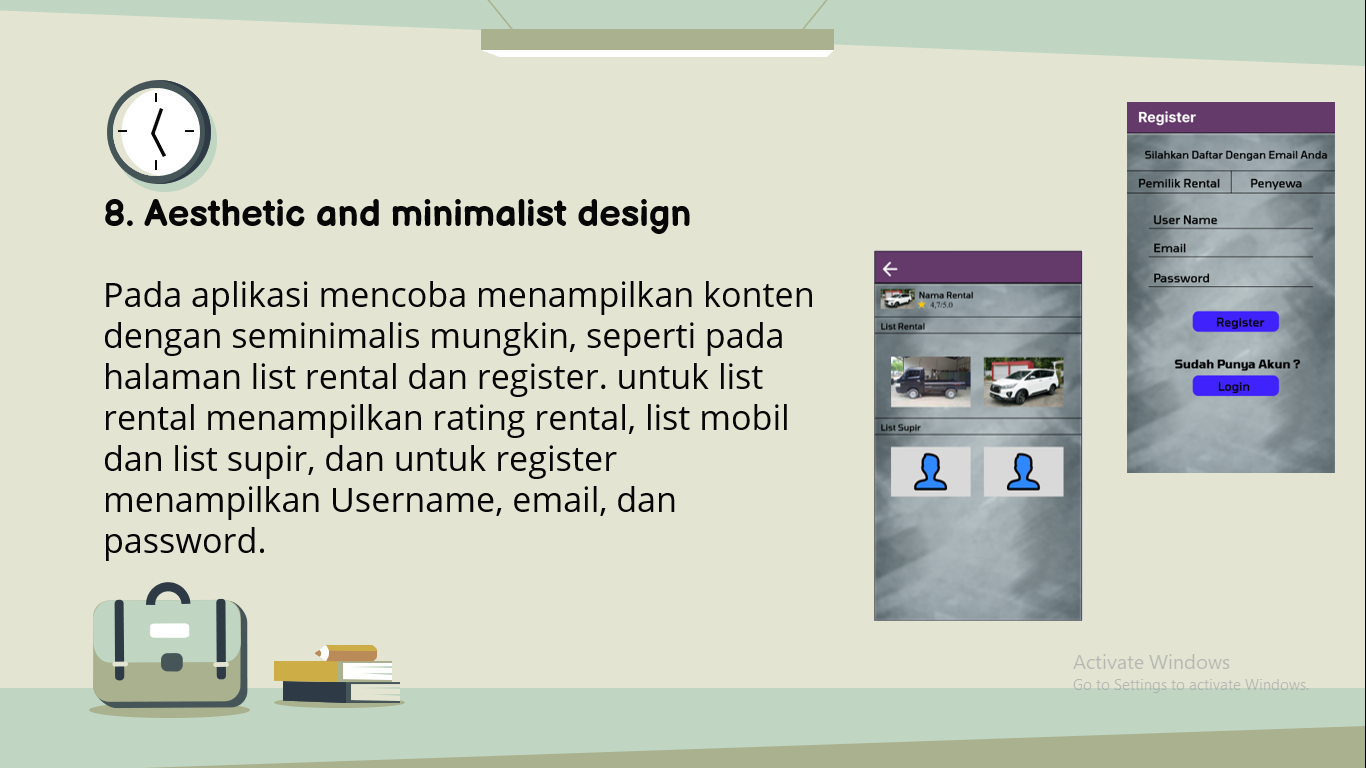 8. Aesthetic and minimalist design
Pada aplikasi mencoba menampilkan konten
dengan seminimalis mungkin, seperti pada
halaman list rental dan register. untuk list
rental menampilkan rating rental, list mobil
dan list supir, dan untuk register
menampilkan Username, email, dan
password.
Nama Rental
4,7/5.0
List Rental
List Supir
Register
Silahkan Daftar Dengan Email Anda
Pemilik Rental Penyewa
User Name
Email
Password
Register
Sudah Punya Akun ?
Login
Activate Windows
Go to Settings to activate Windows.